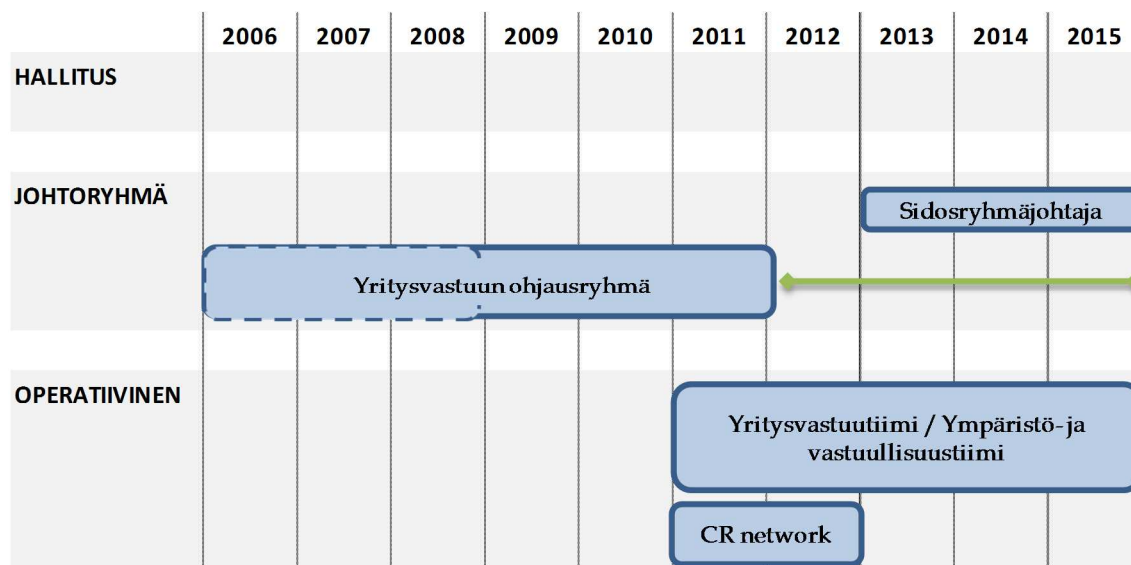 2006 2007 2008 2009 2010 2011 2012 2013 2014 2015
HALLITUS
JOHTORYHMÄ
Sidosryhmäjohtaja
Yritysvastuun ohjausryhmä
OPERATIIVINEN
Yritysvastuutiimi / Ympäristö- ja
vastuullisuustiimi
CR network